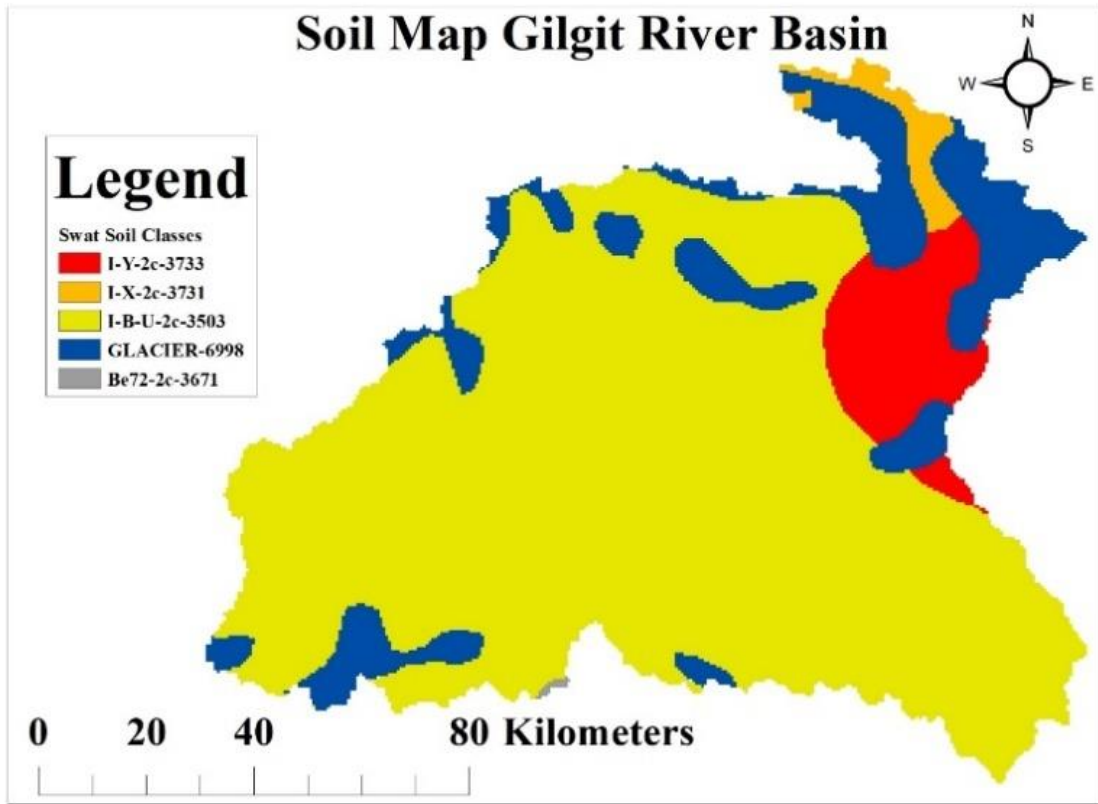 Soil Map Gilgit River Basin
N
W E
S
Legend
Swat Soil Classes
I-Y-2c-3733
I-X-2c-3731
I-B-U-2c-3503
GLACIER-6998
Be72-2c-3671
0 20 40 80 Kilometers